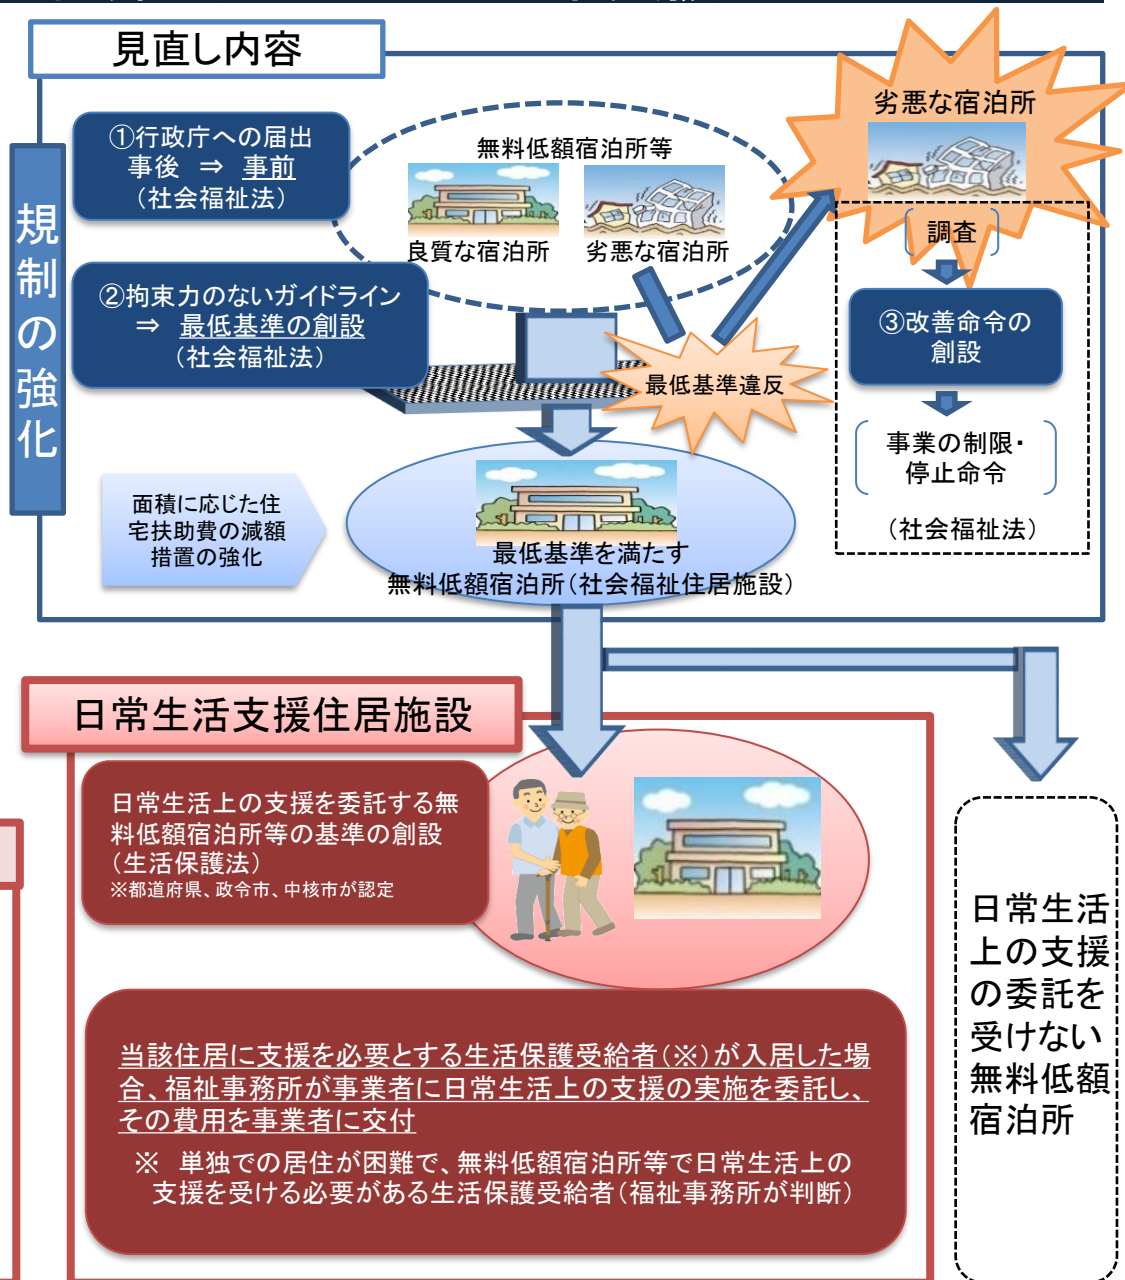 見直し内容
規制の強化
①行政庁への届出
事後 ⇒ 事前
(社会福祉法)
②拘束力のないガイドライン
⇒ 最低基準の創設
(社会福祉法)
無料低額宿泊所等
良質な宿泊所
劣悪な宿泊所
劣悪な宿泊所
調査
③改善命令の
創設
事業の制限・
停止命令
(社会福祉法)
最低基準違反
面積に応じた住
宅扶助費の減額
措置の強化
最低基準を満たす
無料低額宿泊所(社会福祉住居施設)
日常生活支援住居施設
日常生活上の支援を委託する無
料低額宿泊所等の基準の創設
(生活保護法)
※都道府県、政令市、中核市が認定
当該住居に支援を必要とする生活保護受給者(※)が入居した場
合、福祉事務所が事業者に日常生活上の支援の実施を委託し、
その費用を事業者に交付
※ 単独での居住が困難で、無料低額宿泊所等で日常生活上の
支援を受ける必要がある生活保護受給者(福祉事務所が判断)
日常生活
上の支援
の委託を
受けない
無料低額
宿泊所